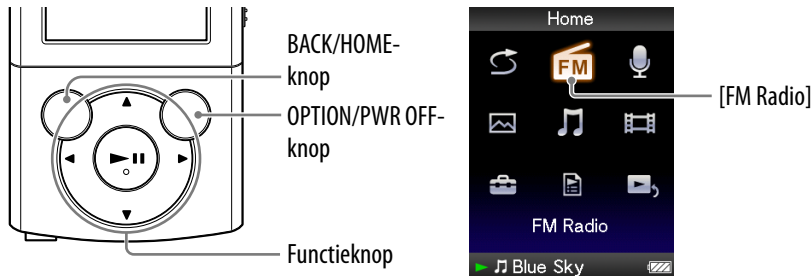 BACK/HOME-
knop
OPTION/PWR OFF-
knop
Functieknop
Home
FM
[FM Radio]
FM Radio
Blue Sky